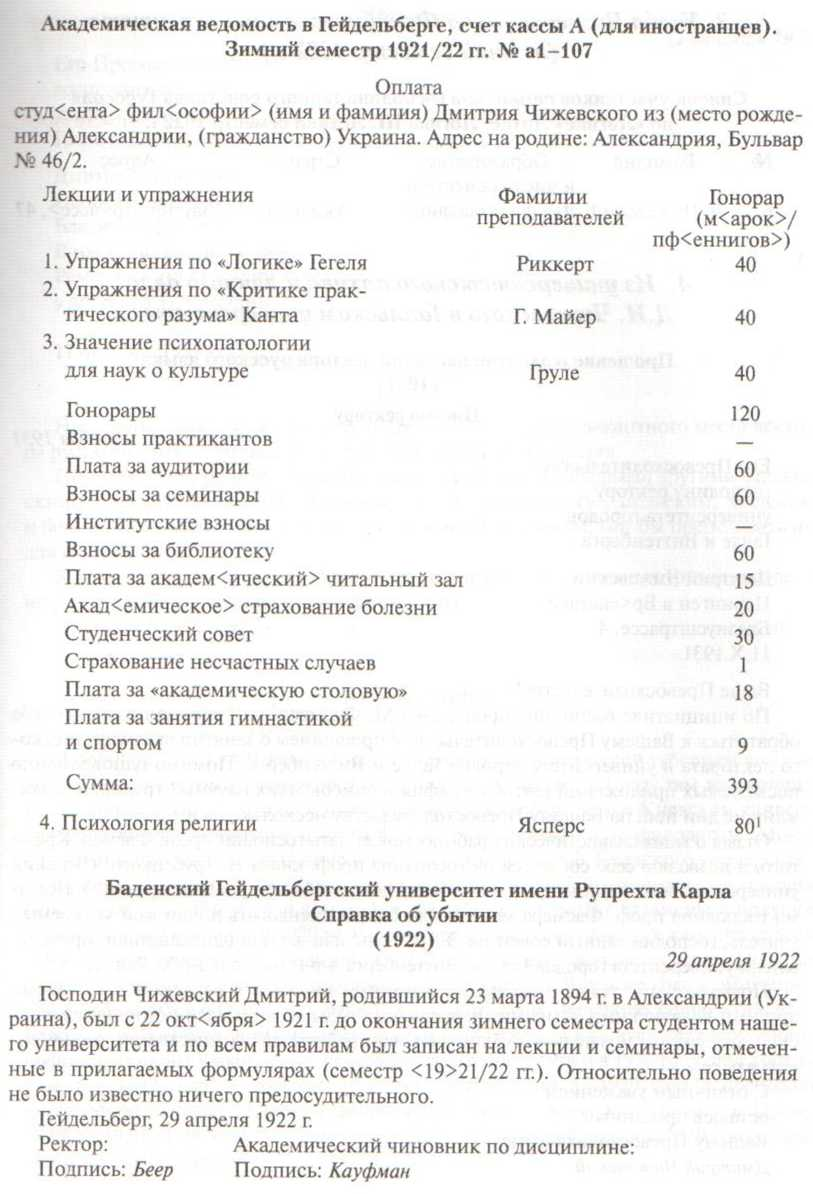 Академическая ведомость в Гейдельберге, счет кассы А (для иностранцев).
Зимний семестр 1921/22 гг. № а1–107
Оплата
студ<ента> фил<ософии> (имя и фамилия) Дмитрия Чижевского из (место рожде-
ния) Александрии, (гражданство) Украина. Адрес на родине: Александрия, Бульвар
№ 46/2.
Лекции и упражнения Фамилии преподавателей Гонорар (м<арок>/ пф<еннигов>)
1. Упражнения по «Логике» Гегеля Риккерт 40
2. Упражнения по «Критике прак-
тического разума» Канта Г. Майер 40
3. Значение психопатологии
для наук о культуре Груле 40
Гонорары 120
Взносы практикантов —
Плата за аудитории 60
Взносы за семинары 60
Институтские взносы —
Взносы за библиотеку 60
Плата за академ<ический> читальный зал 15
Акад<емическое> страхование болезни 20
Студенческий совет 30
Страхование несчастных случаев 1
Плата за «академическую столовую» 18
Плата за занятия гимнастикой
и спортом 9
Сумма: 393
4. Психология религии Ясперс 80!
Баденский Гейдельбергский университет имени Рупрехта Карла
Справка об убытии
(1922)
29 апреля 1922
Господин Чижевский Дмитрий, родившийся 23 марта 1894 г. в Александрии (Ук-
раина), был с 22 окт<ября> 1921 г. до окончания зимнего семестра студентом наше-
го университета и по всем правилам был записан на лекции и семинары, отмечен-
ные в прилагаемых формулярах (семестр <19>21/22 гг.). Относительно поведения
не было известно ничего предосудительного.
Гейдельберг, 29 апреля 1922 г.
Ректор: Академический чиновник по дисциплине:
Подпись: Беер Подпись: Кауфман